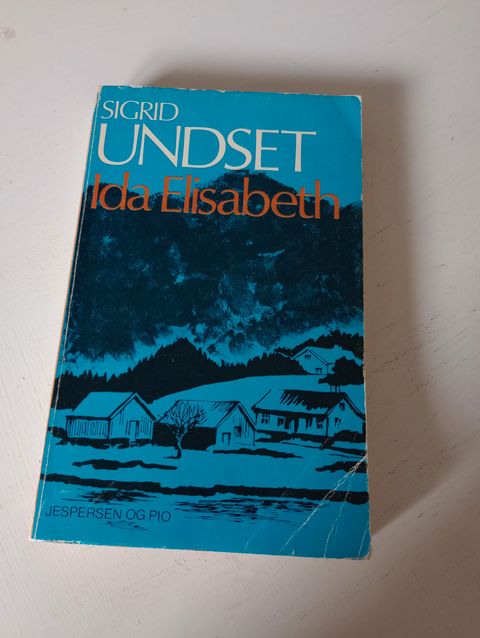 SIGRID
UNDSET
Ida Elisabeth
JESPERSEN OG PIO